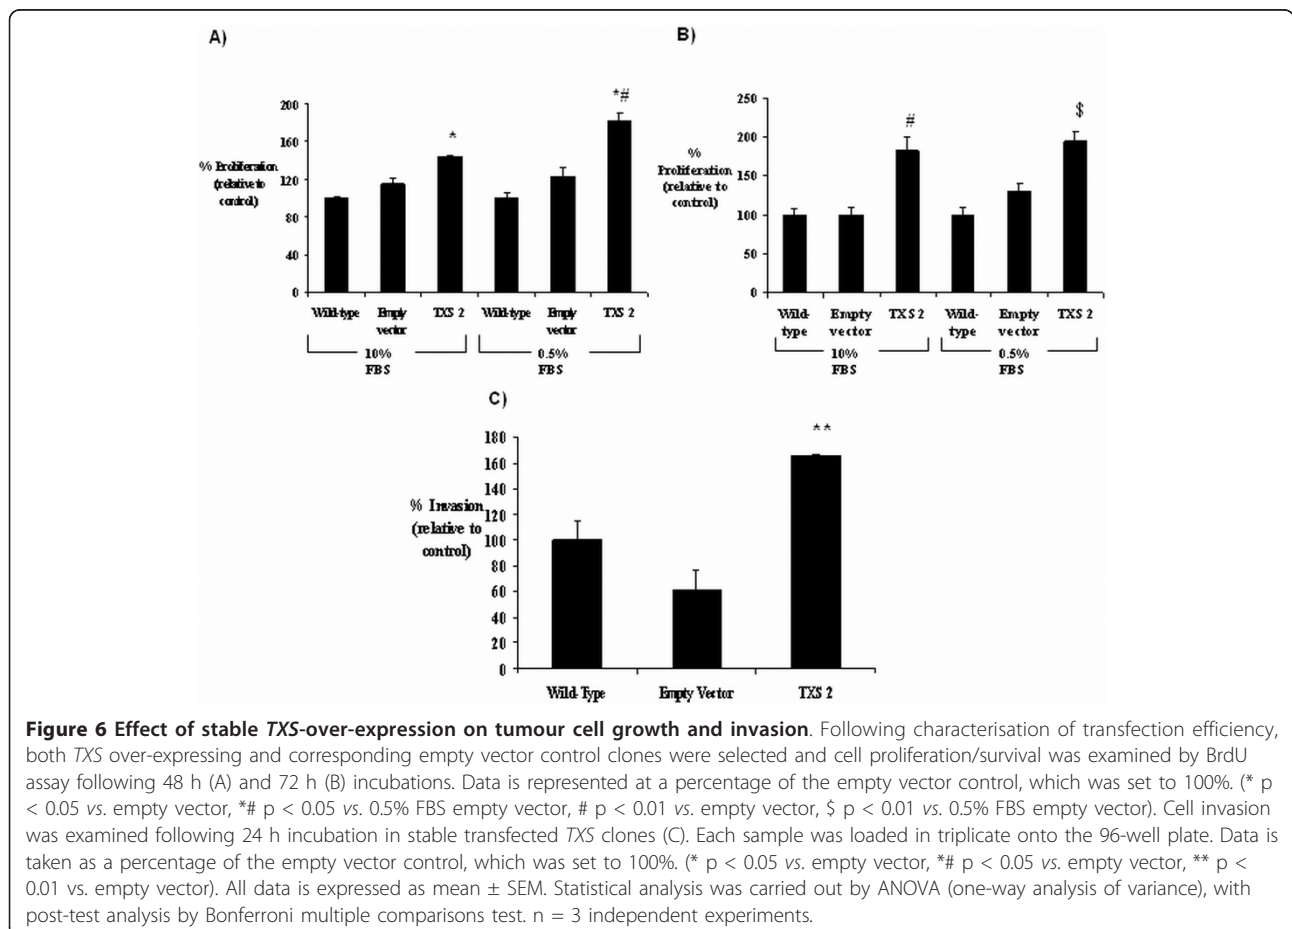 A)
200
160
120
80
40
0
% Proliferation
(relative to
control)
*
*#
Wild-type Empty vector TXS 2 Wild-type Empty vector TXS 2
10% FBS 0.5% FBS
B)
250
200
150
100
50
0
%
Proliferation
(relative to
control)
#
$
Wild-type Empty vector TXS 2 Wild-type Empty vector TXS 2
10% FBS 0.5% FBS
C)
180
160
140
120
100
80
60
40
20
0
% Invasion
(relative to
control)
**
Wild-Type Empty Vector TXS 2
Figure 6 Effect of stable TXS-over-expression on tumour cell growth and invasion. Following characterisation of transfection efficiency,
both TXS over-expressing and corresponding empty vector control clones were selected and cell proliferation/survival was examined by BrdU
assay following 48 h (A) and 72 h (B) incubations. Data is represented at a percentage of the empty vector control, which was set to 100%. (* p
< 0.05 vs. empty vector, *# p < 0.05 vs. 0.5% FBS empty vector, # p < 0.01 vs. empty vector, $ p < 0.01 vs. 0.5% FBS empty vector). Cell invasion
was examined following 24 h incubation in stable transfected TXS clones (C). Each sample was loaded in triplicate onto the 96-well plate. Data is
taken as a percentage of the empty vector control, which was set to 100%. (* p < 0.05 vs. empty vector, *# p < 0.05 vs. empty vector, ** p <
0.01 vs. empty vector). All data is expressed as mean ± SEM. Statistical analysis was carried out by ANOVA (one-way analysis of variance), with
post-test analysis by Bonferroni multiple comparisons test. n = 3 independent experiments.